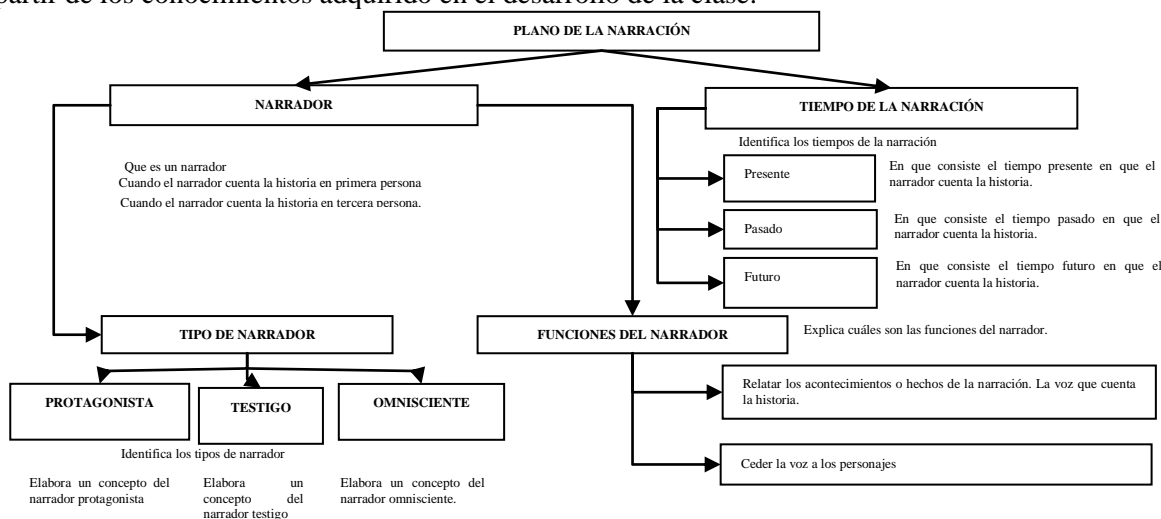 partir de los conocimientos adquirido en el desarrollo de la clase.
PLANO DE LA NARRACIÓN
NARRADOR
TIEMPO DE LA NARRACIÓN
Identifica los tiempos de la narración
Que es un narrador
Cuando el narrador cuenta la historia en primera persona
Cuando el narrador cuenta la historia en tercera persona.
Presente
En que consiste el tiempo presente en que el
narrador cuenta la historia.
Pasado
En que consiste el tiempo pasado en que el
narrador cuenta la historia.
Futuro
En que consiste el tiempo futuro en que el
narrador cuenta la historia.
TIPO DE NARRADOR
FUNCIONES DEL NARRADOR
Explica cuáles son las funciones del narrador.
PROTAGONISTA
TESTIGO
OMNISCIENTE
Relatar los acontecimientos o hechos de la narración. La voz que cuenta
la historia.
Identifica los tipos de narrador
Ceder la voz a los personajes
Elabora un concepto del
narrador protagonista
Elabora un
concepto del
narrador testigo
Elabora un concepto del
narrador omnisciente.